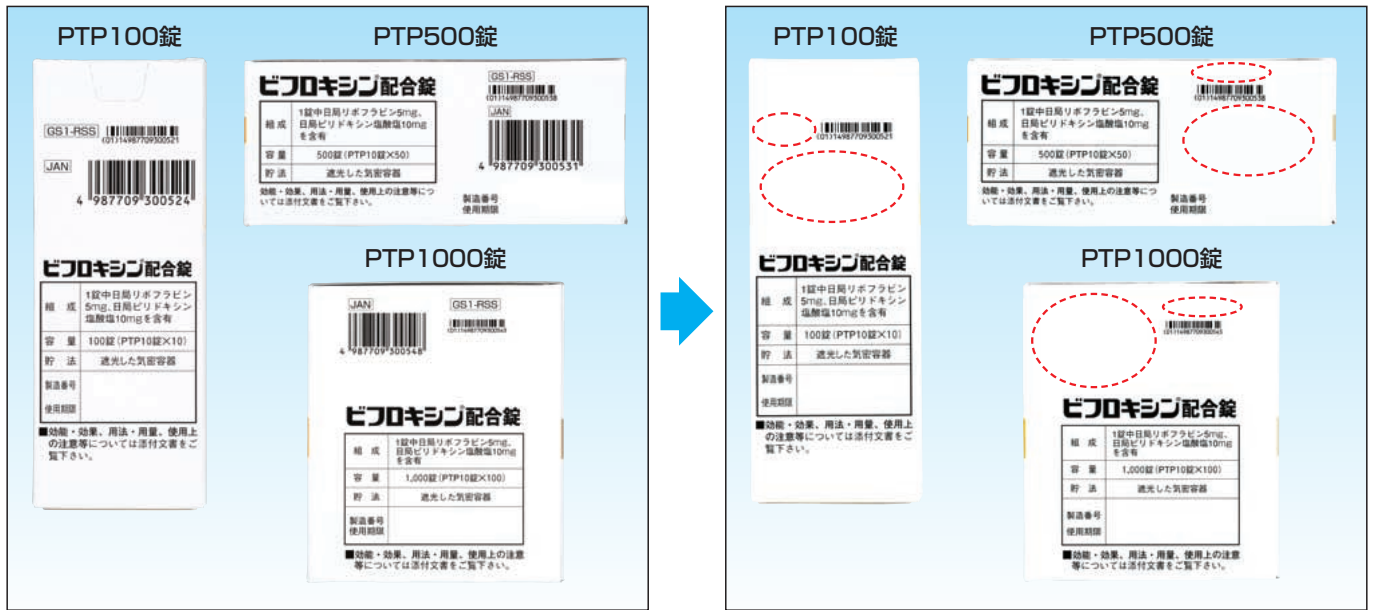 PTP100錠
GS1-RSS
(01)14987709300521
JAN
4 987709 300524
ビフロキシン配合錠
組成
1錠中日局リボフラビン
5mg、日局ピリドキシン
塩酸塩10mgを含有
容量
100錠(PTP10錠×10)
貯法
遮光した気密容器
製造番号
使用期限
■効能・効果、用法・用量、使用上
の注意等については添付文書をご
覧下さい。
PTP500錠
ビフロキシン配合錠
組成
1錠中日局リボフラビン5mg、
日局ピリドキシン塩酸塩10mg
を含有
容量
500錠(PTP10錠×50)
貯法
遮光した気密容器
効能・効果、用法・用量、使用上の注意等につ
いては添付文書をご覧下さい。
GS1-RSS
(01)14987709300538
JAN
4 987709 300531
製造番号
使用期限
PTP1000錠
JAN
4 987709 300548
GS1-RSS
(01)14987709300545
ビフロキシン配合錠
組成
1錠中日局リボフラビン5mg、
日局ピリドキシン塩酸塩10mg
を含有
容量
1,000錠(PTP10錠×100)
貯法
遮光した気密容器
製造番号
使用期限
■効能・効果、用法・用量、使用上の注意
等については添付文書をご覧下さい。
PTP100錠
(01)14987709300521
ビフロキシン配合錠
組成
1錠中日局リボフラビン
5mg、日局ピリドキシン
塩酸塩10mgを含有
容量
100錠(PTP10錠×10)
貯法
遮光した気密容器
製造番号
使用期限
■効能・効果、用法・用量、使用上
の注意等については添付文書をご
覧下さい。
PTP500錠
ビフロキシン配合錠
組成
1錠中日局リボフラビン5mg、
日局ピリドキシン塩酸塩10mg
を含有
容量
500錠(PTP10錠×50)
貯法
遮光した気密容器
効能・効果、用法・用量、使用上の注意等につ
いては添付文書をご覧下さい。
(01)14987709300538
製造番号
使用期限
PTP1000錠
(01)14987709300545
ビフロキシン配合錠
組成
1錠中日局リボフラビン5mg、
日局ピリドキシン塩酸塩10mg
を含有
容量
1,000錠(PTP10錠×100)
貯法
遮光した気密容器
製造番号
使用期限
■効能・効果、用法・用量、使用上の注意
等については添付文書をご覧下さい。